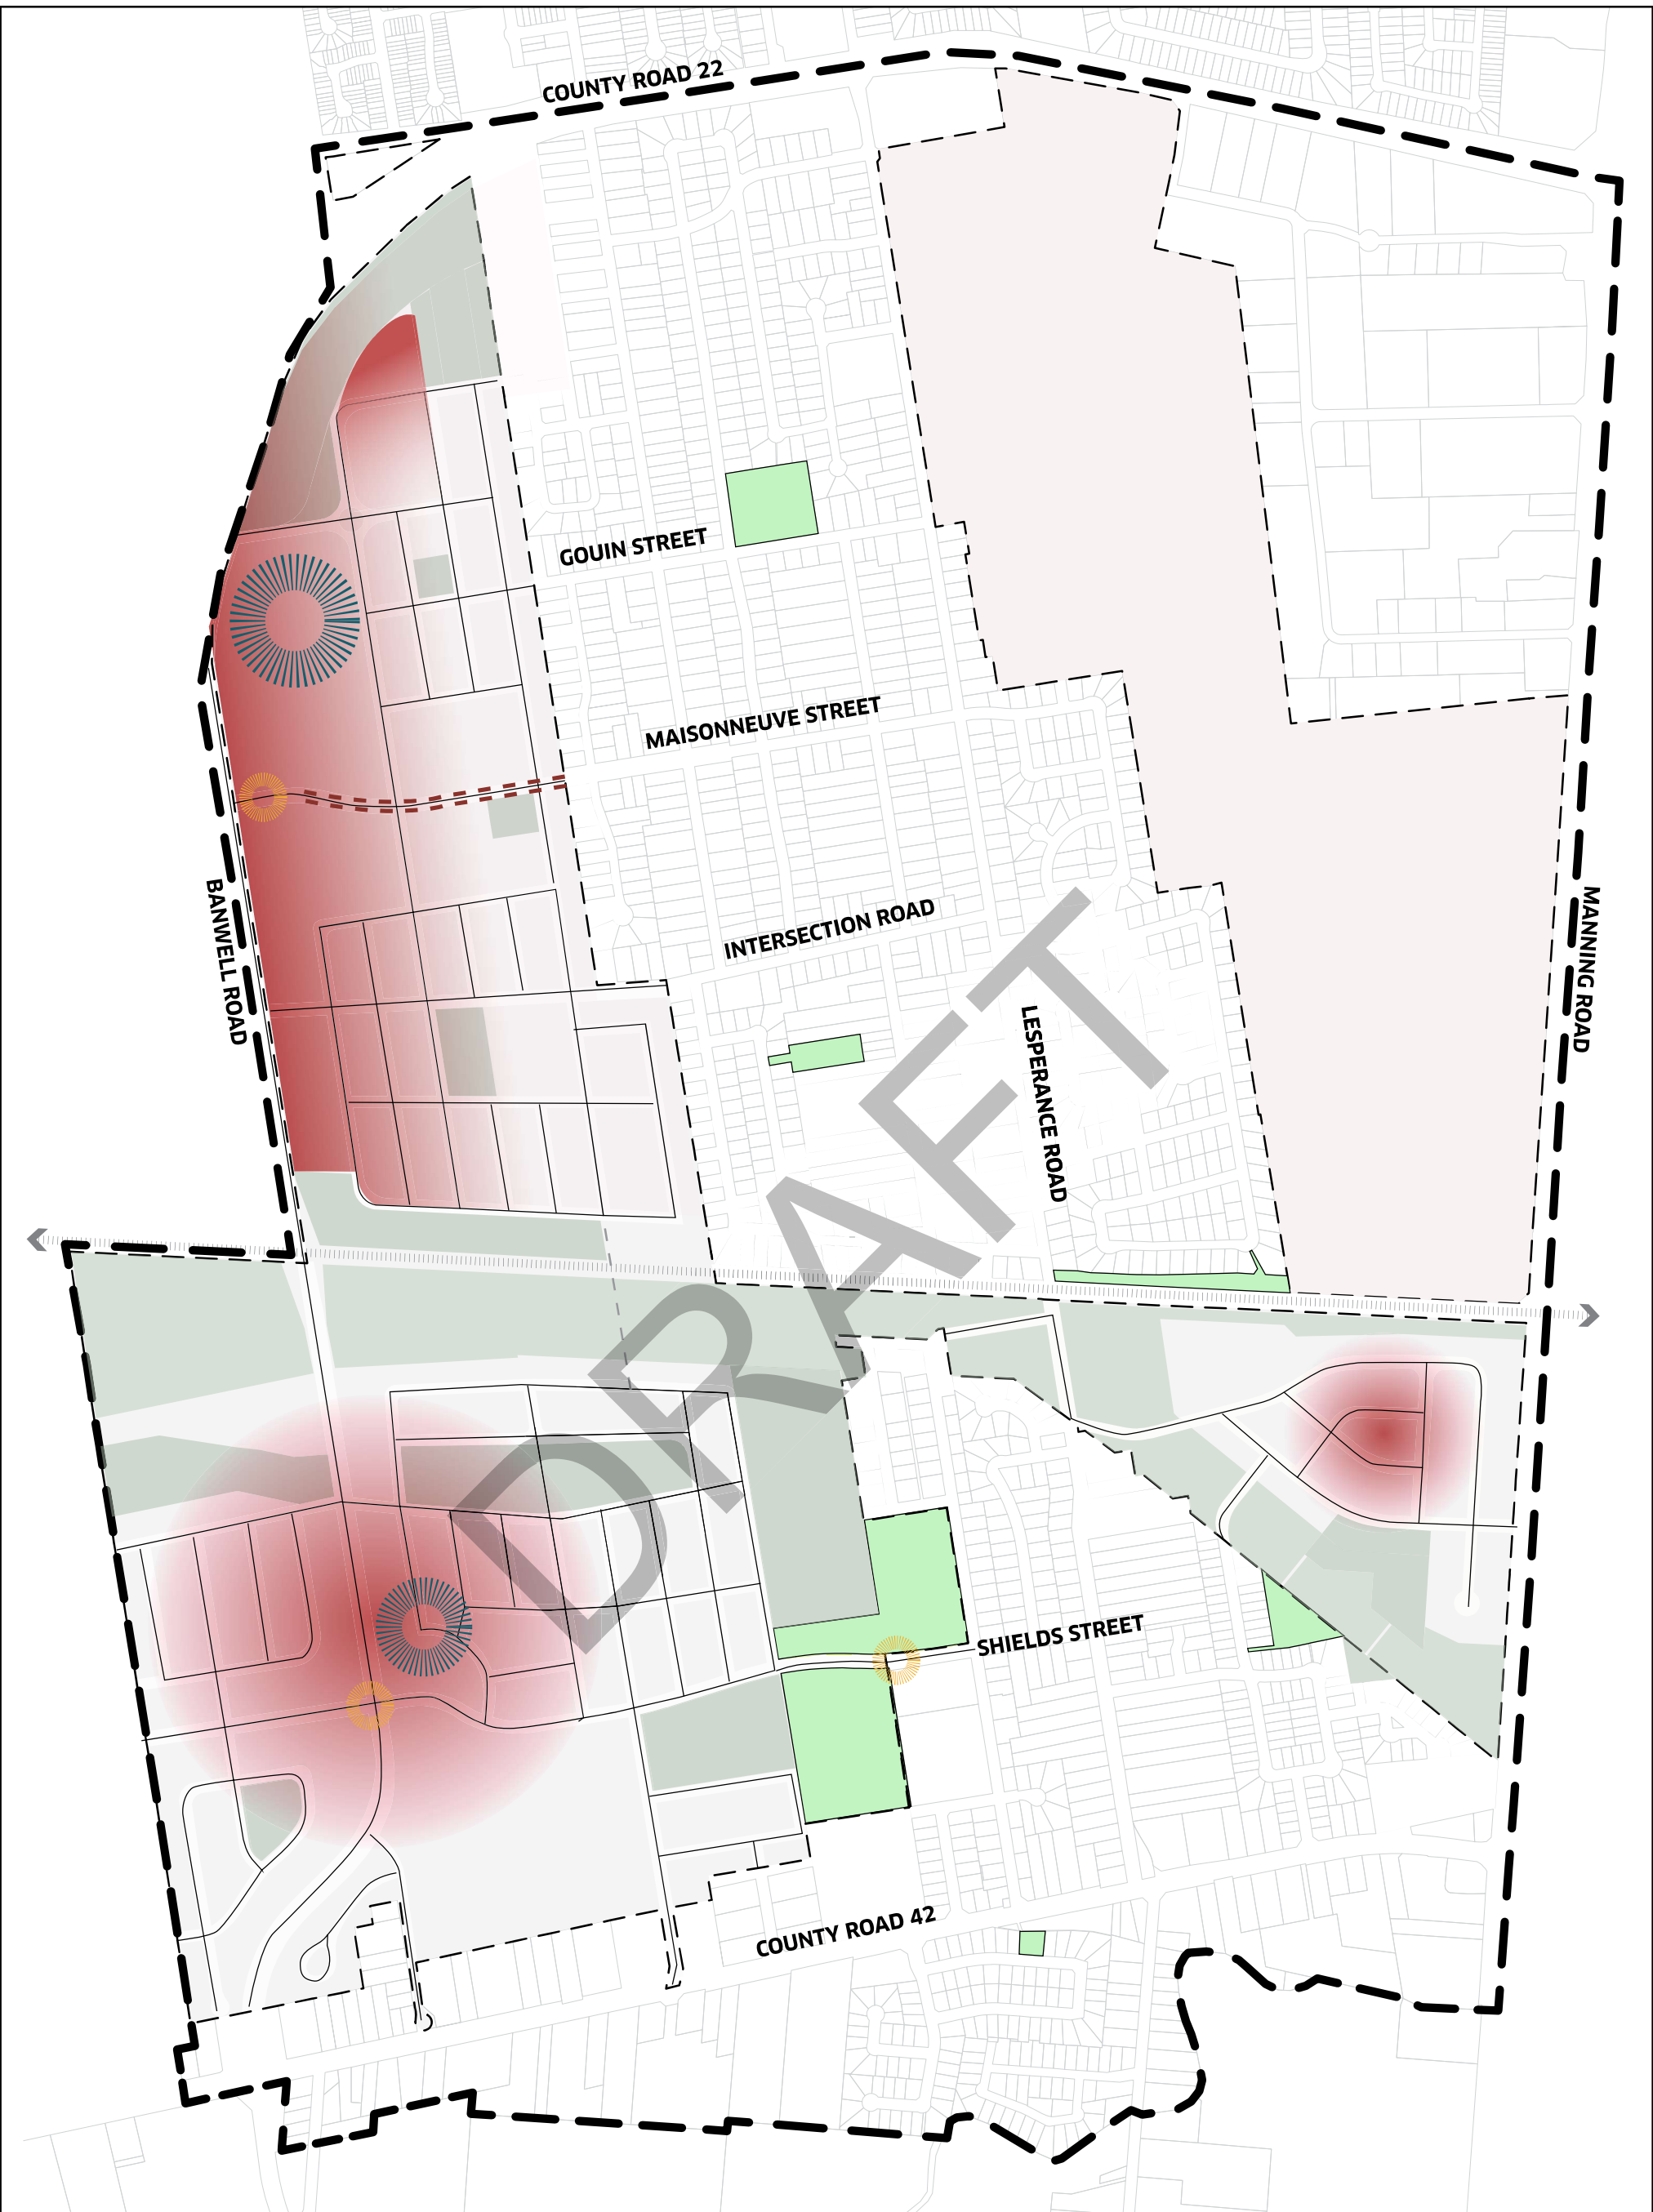 COUNTY ROAD 22
GOUIN STREET
MAISONNEUVE STREET
BANWELL ROAD
INTERSECTION ROAD
MANNING ROAD
LESPERANCE ROAD
DRAFT
SHIELDS STREET
COUNTY ROAD 42